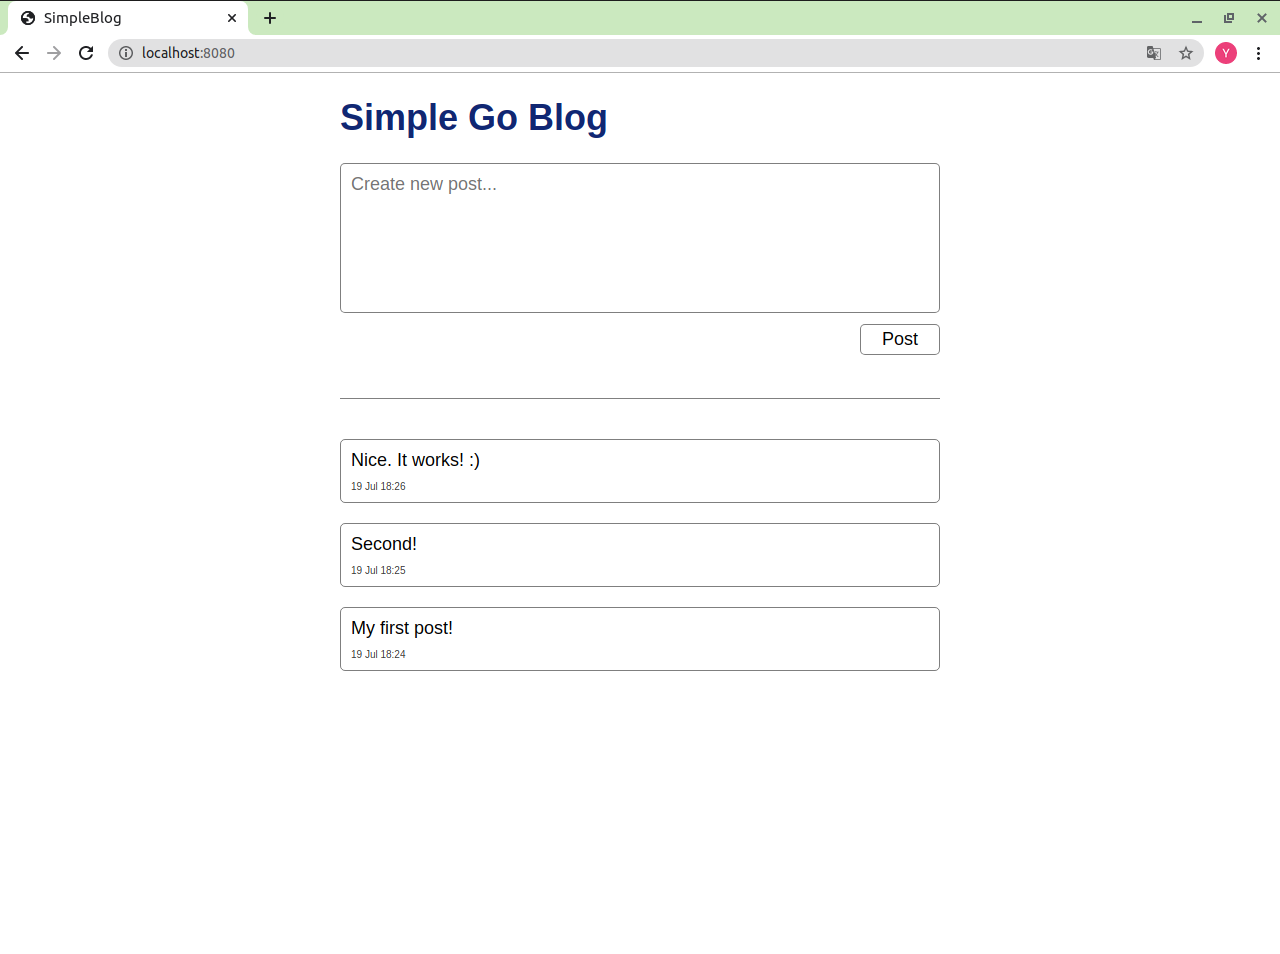 SimpleBlog
localhost:8080
Y
Simple Go Blog
Create new post...
Post
Nice. It works! :)
19 Jul 18:26
Second!
19 Jul 18:25
My first post!
19 Jul 18:24